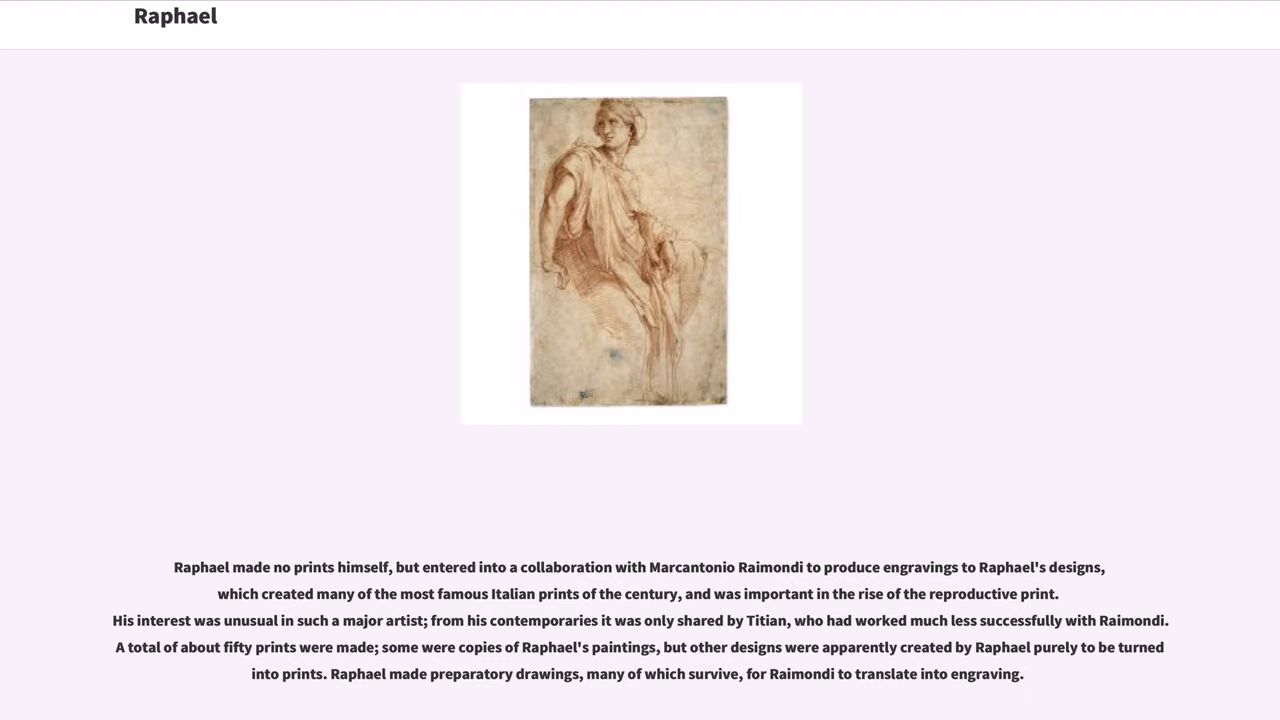 Raphael
Raphael made no prints himself, but entered into a collaboration with Marcantonio Raimondi to produce engravings to Raphael's designs,
which created many of the most famous Italian prints of the century, and was important in the rise of the reproductive print.
His interest was unusual in such a major artist; from his contemporaries it was only shared by Titian, who had worked much less successfully with Raimondi.
A total of about fifty prints were made; some were copies of Raphael's paintings, but other designs were apparently created by Raphael purely to be turned
into prints. Raphael made preparatory drawings, many of which survive, for Raimondi to translate into engraving.